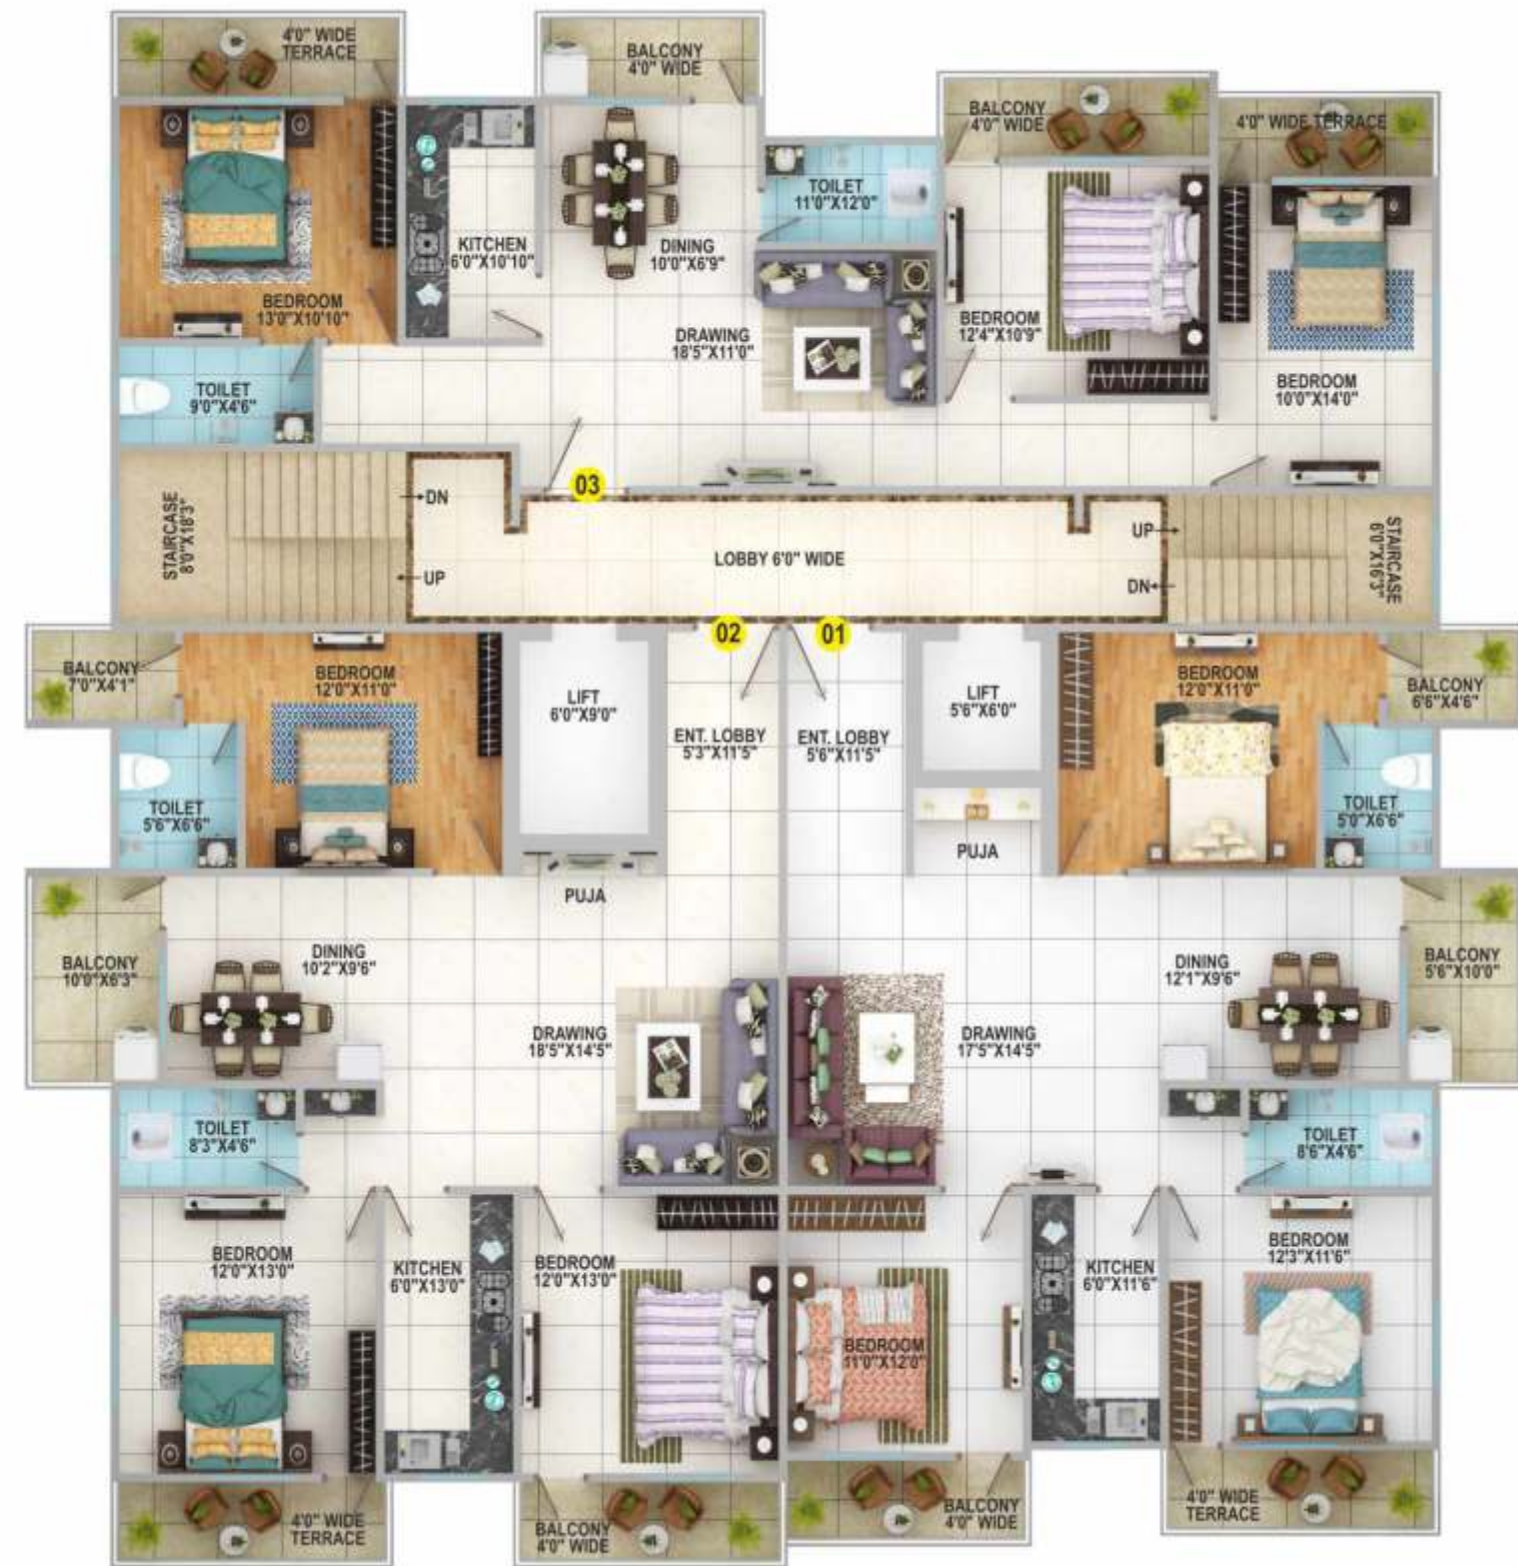 4'0" WIDE
TERRACE
BALCONY
4'0" WIDE
BALCONY
4'0" WIDE
4'0" WIDE TERRACE
TOILET
11'0"X12'0"
KITCHEN
6'0"X10'10"
DINING
10'0"X6'9"
BEDROOM
13'0"X10'10"
DRAWING
18'5"X11'0"
BEDROOM
12'4"X10'9"
BEDROOM
10'0"X14'0"
TOILET
9'0"X4'6"
STAIRCASE
8'0"X18'3"
DN
UP
03
LOBBY 6'0" WIDE
UP
DN
STAIRCASE
6'0"X16'3"
02
01
BALCONY
7'0"X4'1"
BEDROOM
12'0"X11'0"
LIFT
6'0"X9'0"
ENT. LOBBY
5'3"X11'5"
ENT. LOBBY
5'6"X11'5"
LIFT
5'6"X6'0"
BEDROOM
12'0"X11'0"
BALCONY
6'6"X4'6"
TOILET
5'6"X6'6"
TOILET
5'0"X6'6"
PUJA
PUJA
BALCONY
10'0"X6'3"
DINING
10'2"X9'6"
DRAWING
18'5"X14'5"
DRAWING
17'5"X14'5"
DINING
12'1"X9'6"
BALCONY
5'6"X10'0"
TOILET
8'3"X4'6"
TOILET
8'6"X4'6"
BEDROOM
12'0"X13'0"
KITCHEN
6'0"X13'0"
BEDROOM
12'0"X13'0"
BEDROOM
11'0"X12'0"
KITCHEN
6'0"X11'6"
BEDROOM
12'3"X11'6"
4'0" WIDE
TERRACE
BALCONY
4'0" WIDE
BALCONY
4'0" WIDE
4'0" WIDE
TERRACE